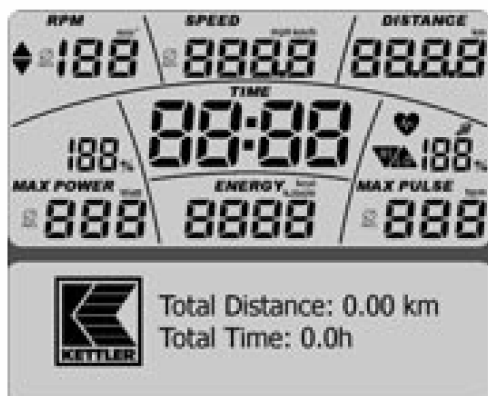 RPM SPEED DISTANCE
188 888.8 88.8.8
TIME
88:88
188% 188%
MAX POWER ENERGY MAX PULSE
888 8888 888
Total Distance: 0.00 km
Total Time: 0.0h
KETTLER